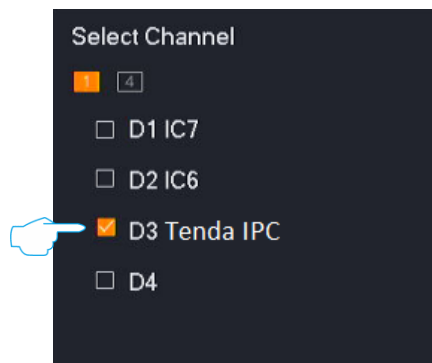 Select Channel
1 4
D1 IC7
D2 IC6
D3 Tenda IPC
D4